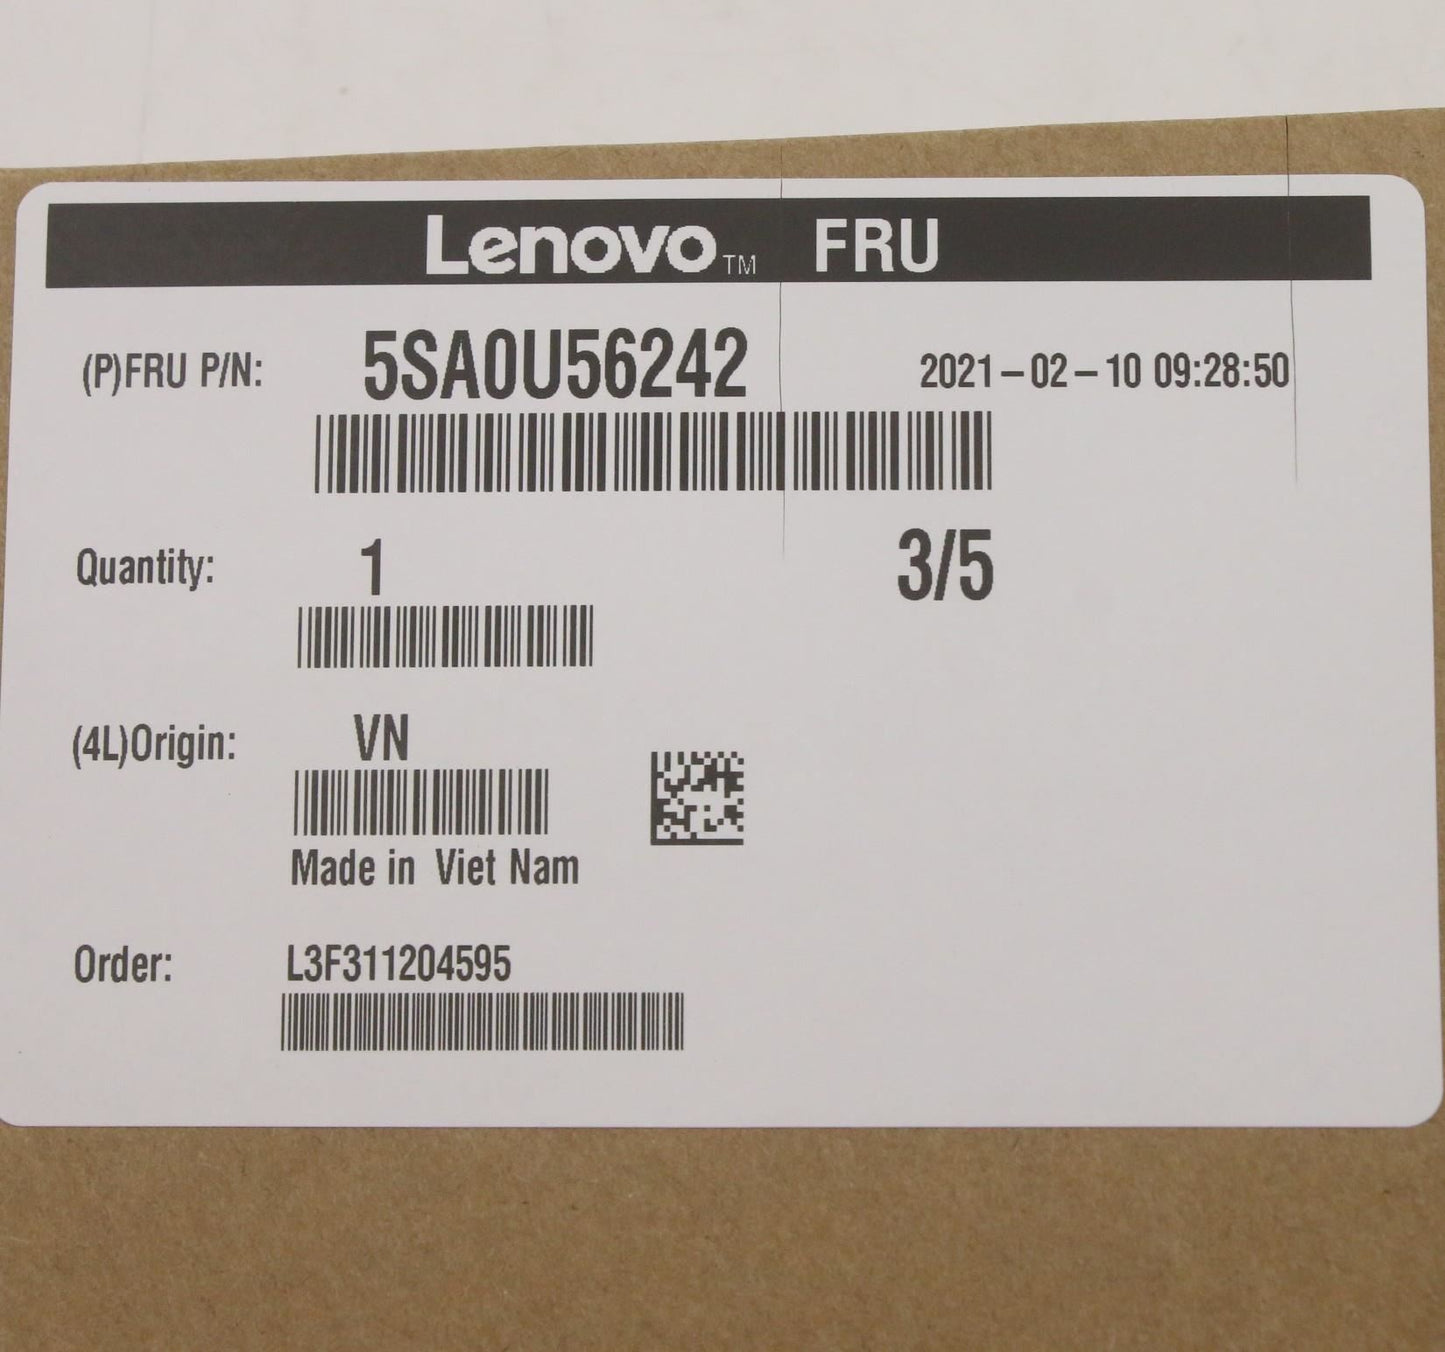 Lenovo™ FRU
(P)FRU P/N: 5SA0U56242 2021-02-10 09:28:50
Quantity: 1 3/5
(4L)Origin: VN
Made in Viet Nam
Order: L3F311204595